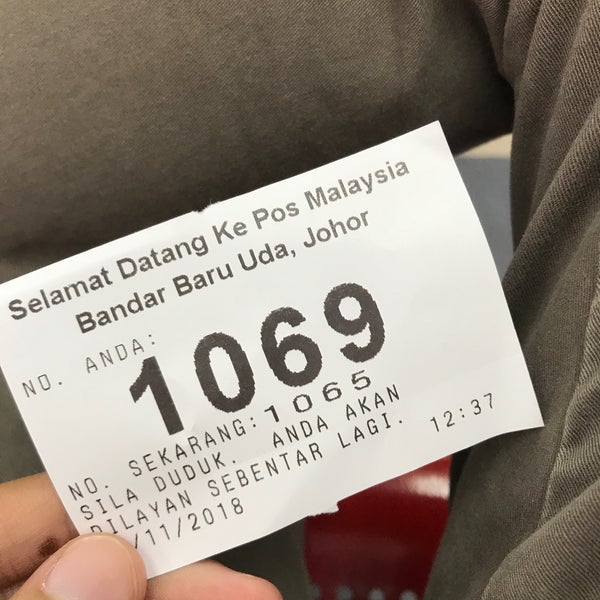 Selamat Datang Ke Pos Malaysia
Bandar Baru Uda, Johor
NO. ANDA:
1069
NO. SEKARANG:1065
SILA DUDUK. ANDA AKAN
DILAYAN SEBENTAR LAGI.
/11/2018 12:37